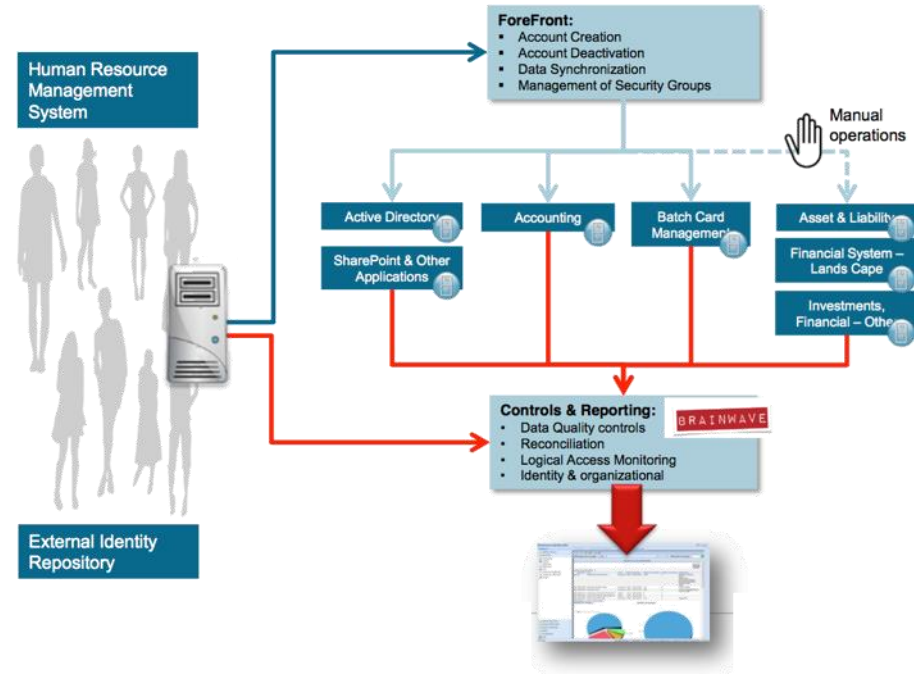 ForeFront:
▪ Account Creation
▪ Account Deactivation
▪ Data Synchronization
▪ Management of Security Groups
Human Resource
Management
System
Manual
operations
Active Directory
Accounting
Batch Card
Management
Asset & Liability
SharePoint & Other
Applications
Financial System –
Lands Cape
Investments,
Financial – Othe
Controls & Reporting:
▪ Data Quality controls
▪ Reconciliation
▪ Logical Access Monitoring
▪ Identity & organizational
BRAINWAVE
External Identity
Repository